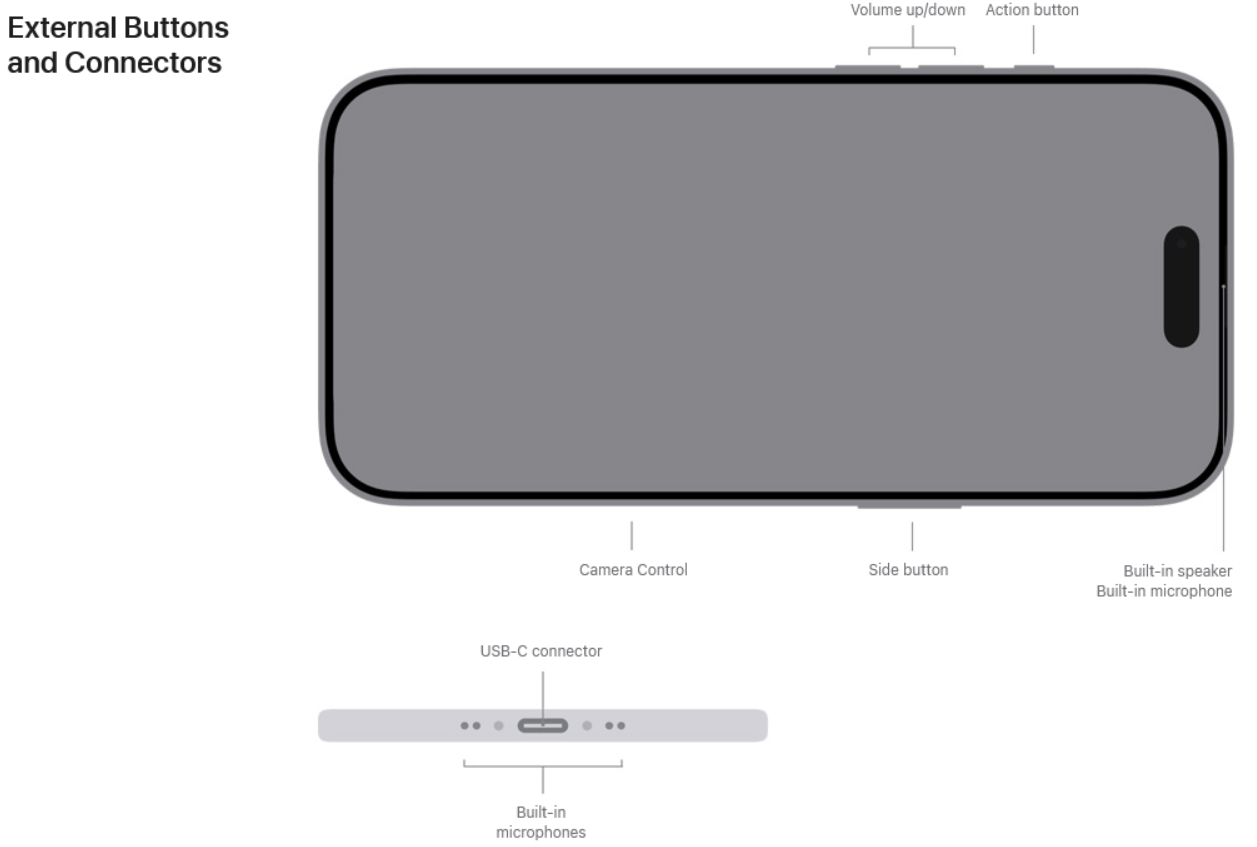 External Buttons
and Connectors
Volume up/down
Action button
Camera Control
Side button
Built-in speaker
Built-in microphone
USB-C connector
Built-in
microphones